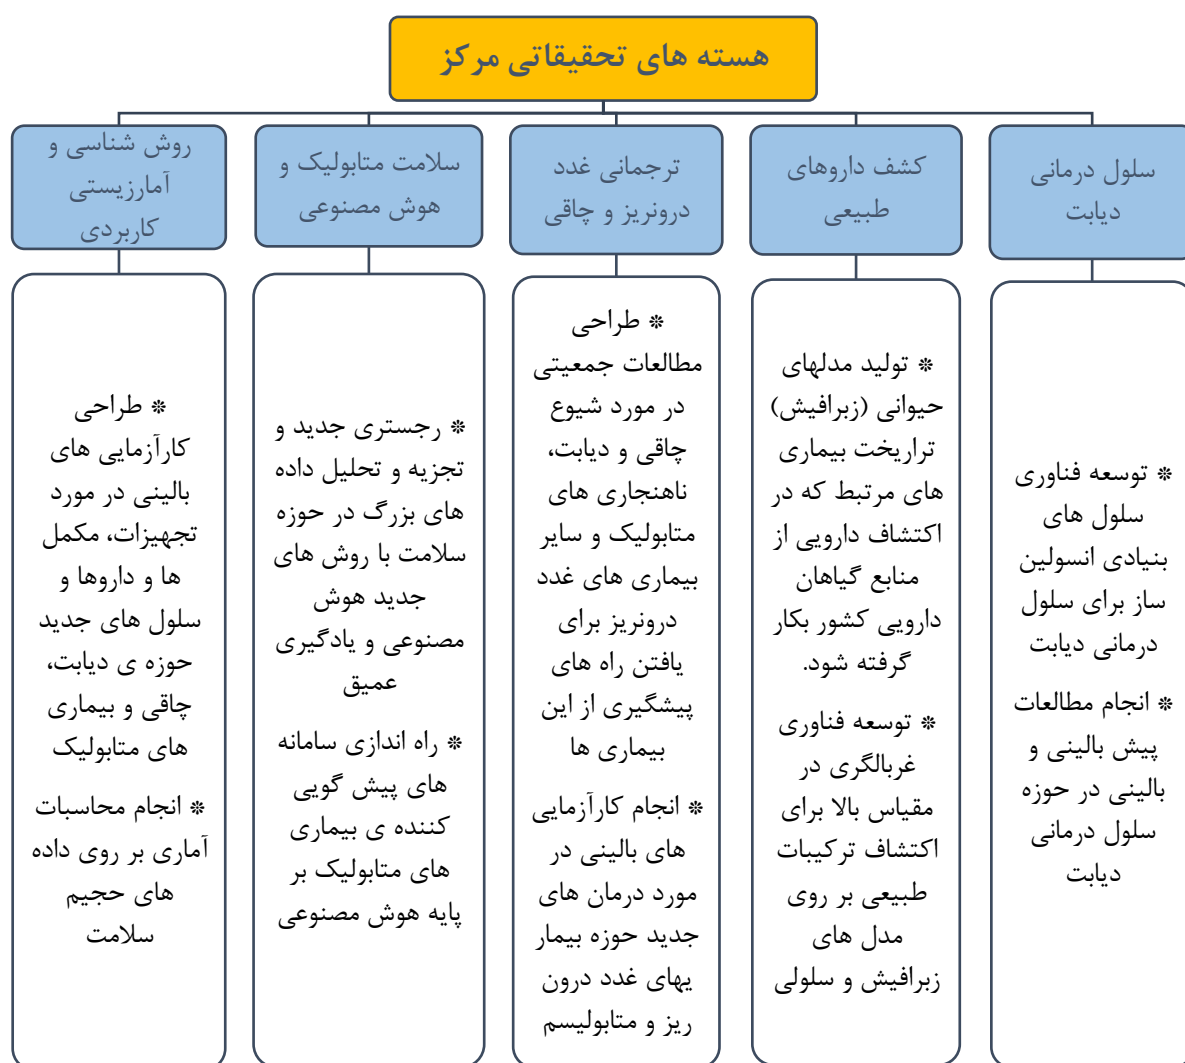 هسته های تحقیقاتی مرکز
سلول درمانی
دیابت
کشف داروهای
طبیعی
ترجمانی غدد
درونریز و چاقی
سلامت متابولیک و
هوش مصنوعی
روش شناسی و
آمارزیستی
کاربردی
* توسعه فناوری
سلول های
بنیادی انسولین
ساز برای سلول
درمانی دیابت
* انجام مطالعات
پیش بالینی و
بالینی در حوزه
سلول درمانی
دیابت
* تولید مدلهای
حیوانی (زبرافیش)
تراریخت بیماری
های مرتبط که در
اکتشاف دارویی از
منابع گیاهان
دارویی کشور بکار
گرفته شود.
* توسعه فناوری
غربالگری در
مقیاس بالا برای
اکتشاف ترکیبات
طبیعی بر روی
مدل های
زبرافیش و سلولی
* طراحی
مطالعات جمعیتی
در مورد شیوع
چاقی و دیابت،
ناهنجاری های
متابولیک و سایر
بیماری های غدد
درونریز برای
یافتن راه های
پیشگیری از این
بیماری ها
* انجام کارآزمایی
های بالینی در
مورد درمان های
جدید حوزه بیمار
یهای غدد درون
ریز و متابولیسم
* رجستری جدید و
تجزیه و تحلیل داده
های بزرگ در حوزه
سلامت با روش های
جدید هوش
مصنوعی و یادگیری
عمیق
* راه اندازی سامانه
های پیش گویی
کننده ی بیماری
های متابولیک بر
پایه هوش مصنوعی
* طراحی
کارآزمایی های
بالینی در مورد
تجهیزات، مکمل
ها و داروها و
سلول های جدید
حوزه ی دیابت،
چاقی و بیماری
های متابولیک
* انجام محاسبات
آماری بر روی داده
های حجیم
سلامت